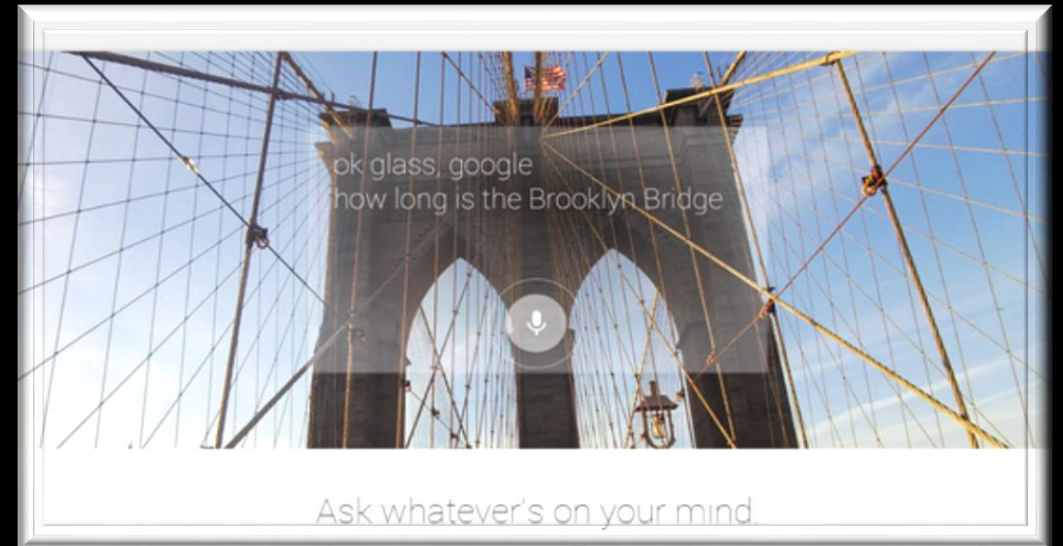 ok glass, google
how long is the Brooklyn Bridge
Ask whatever's on your mind.